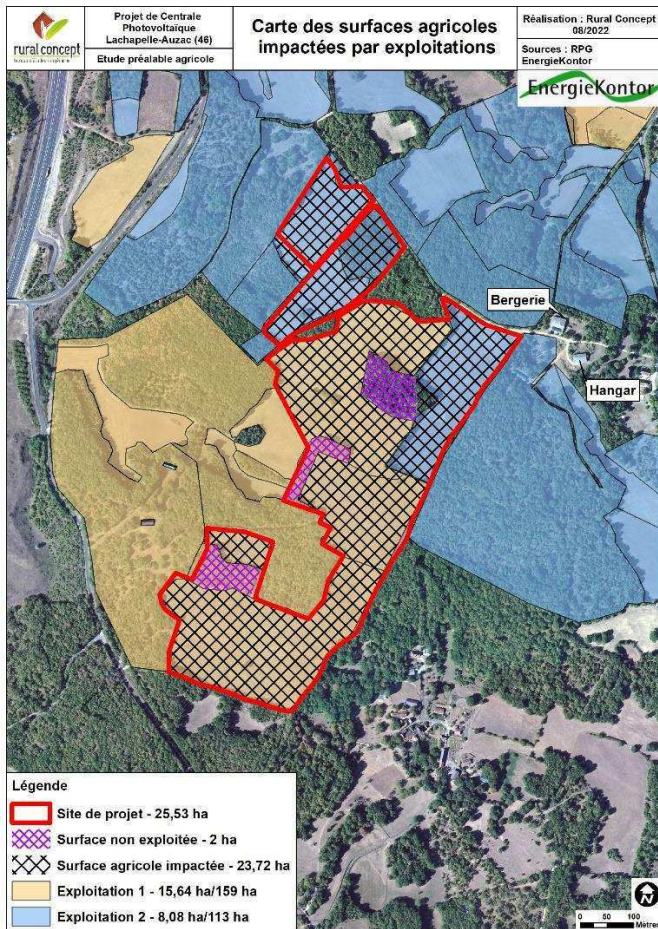 rural concept
Projet de Centrale
Photovoltaïque
Lachapelle-Auzac (46)
Etude préalable agricole
Carte des surfaces agricoles
impactées par exploitations
Réalisation : Rural Concept
08/2022
Sources : RPG
EnergieKontor
EnergieKontor
Bergerie
Hangar
Légende
Site de projet - 25,53 ha
Surface non exploitée - 2 ha
Surface agricole impactée - 23,72 ha
Exploitation 1 - 15,64 ha/159 ha
Exploitation 2 - 8,08 ha/113 ha
N
0 50 100
Mètres